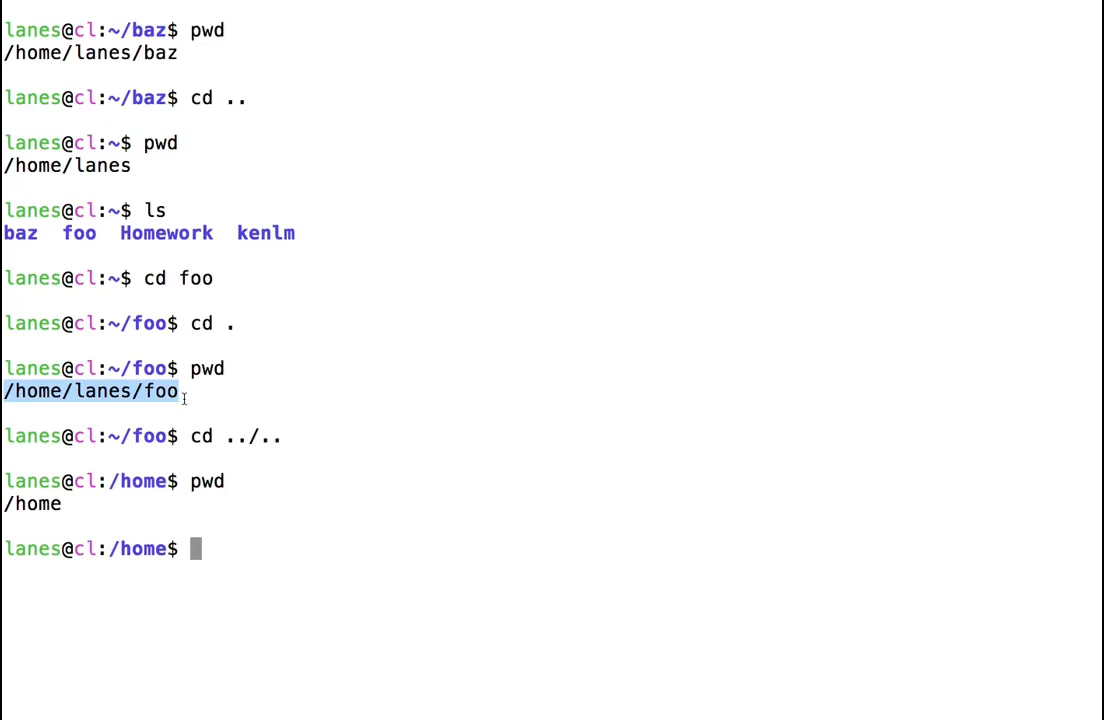 lanes@cl:~/baz$ pwd
/home/lanes/baz
lanes@cl:~/baz$ cd ..
lanes@cl:~$ pwd
/home/lanes
lanes@cl:~$ ls
baz  foo  Homework  kenlm
lanes@cl:~$ cd foo
lanes@cl:~/foo$ cd .
lanes@cl:~/foo$ pwd
/home/lanes/foo
lanes@cl:~/foo$ cd ../..
lanes@cl:/home$ pwd
/home
lanes@cl:/home$